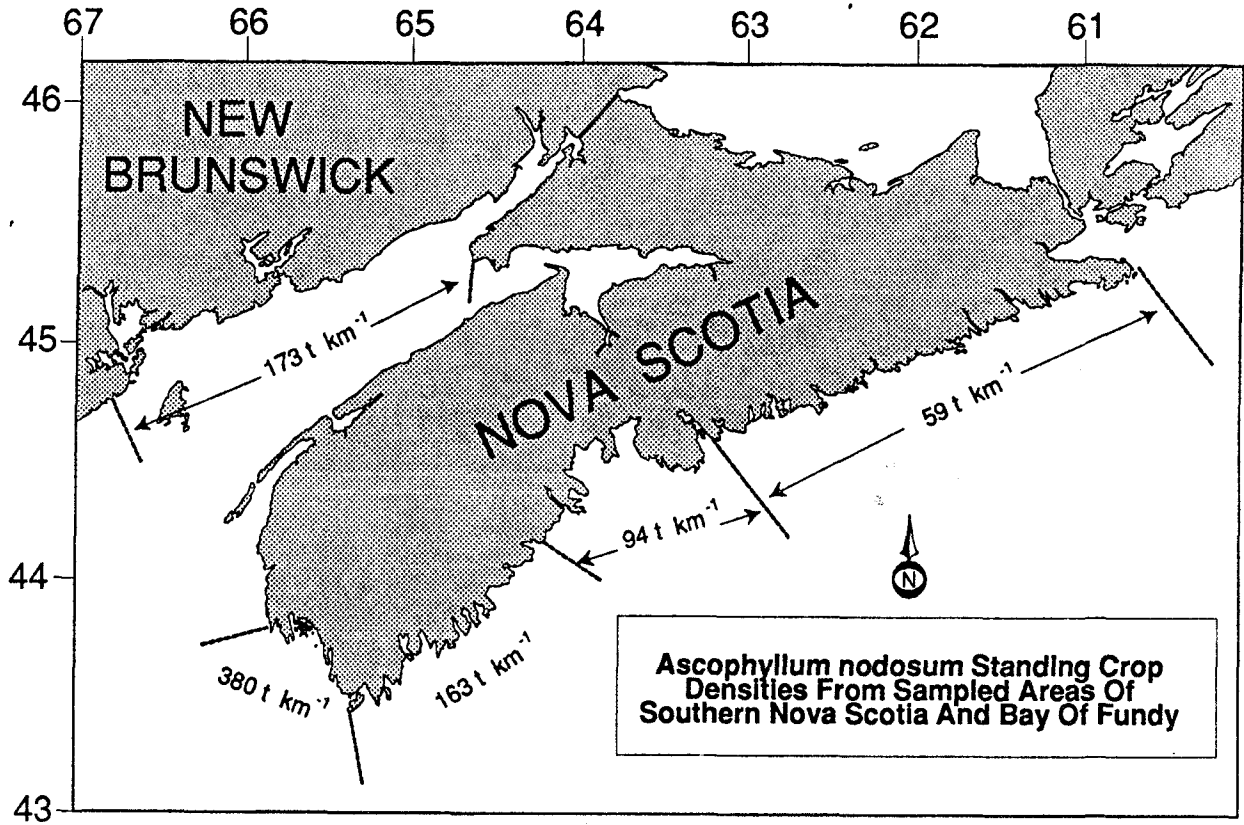 67 66 65 64 63 62 61
46
NEW
BRUNSWICK
45
173 t km⁻¹
NOVA SCOTIA
59 t km⁻¹
94 t km⁻¹
44
N
380 t km⁻¹
163 t km⁻¹
Ascophyllum nodosum Standing Crop
Densities From Sampled Areas Of
Southern Nova Scotia And Bay Of Fundy
43